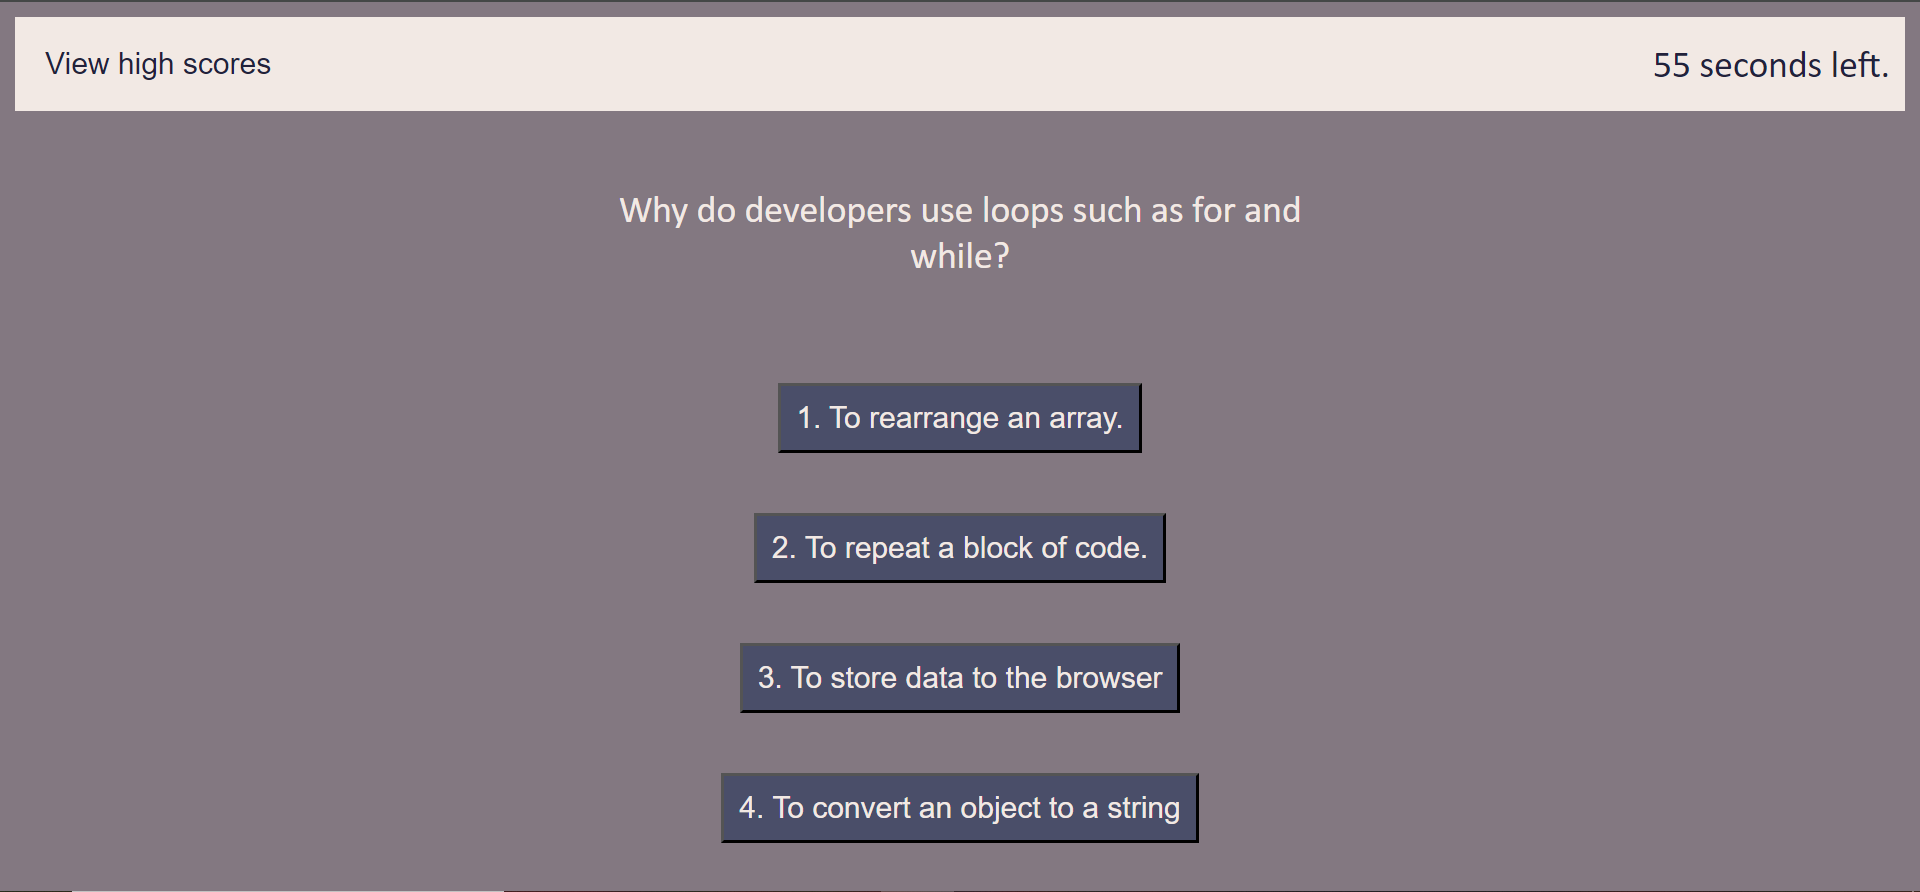 View high scores
55 seconds left.
Why do developers use loops such as for and
while?
1. To rearrange an array.
2. To repeat a block of code.
3. To store data to the browser
4. To convert an object to a string